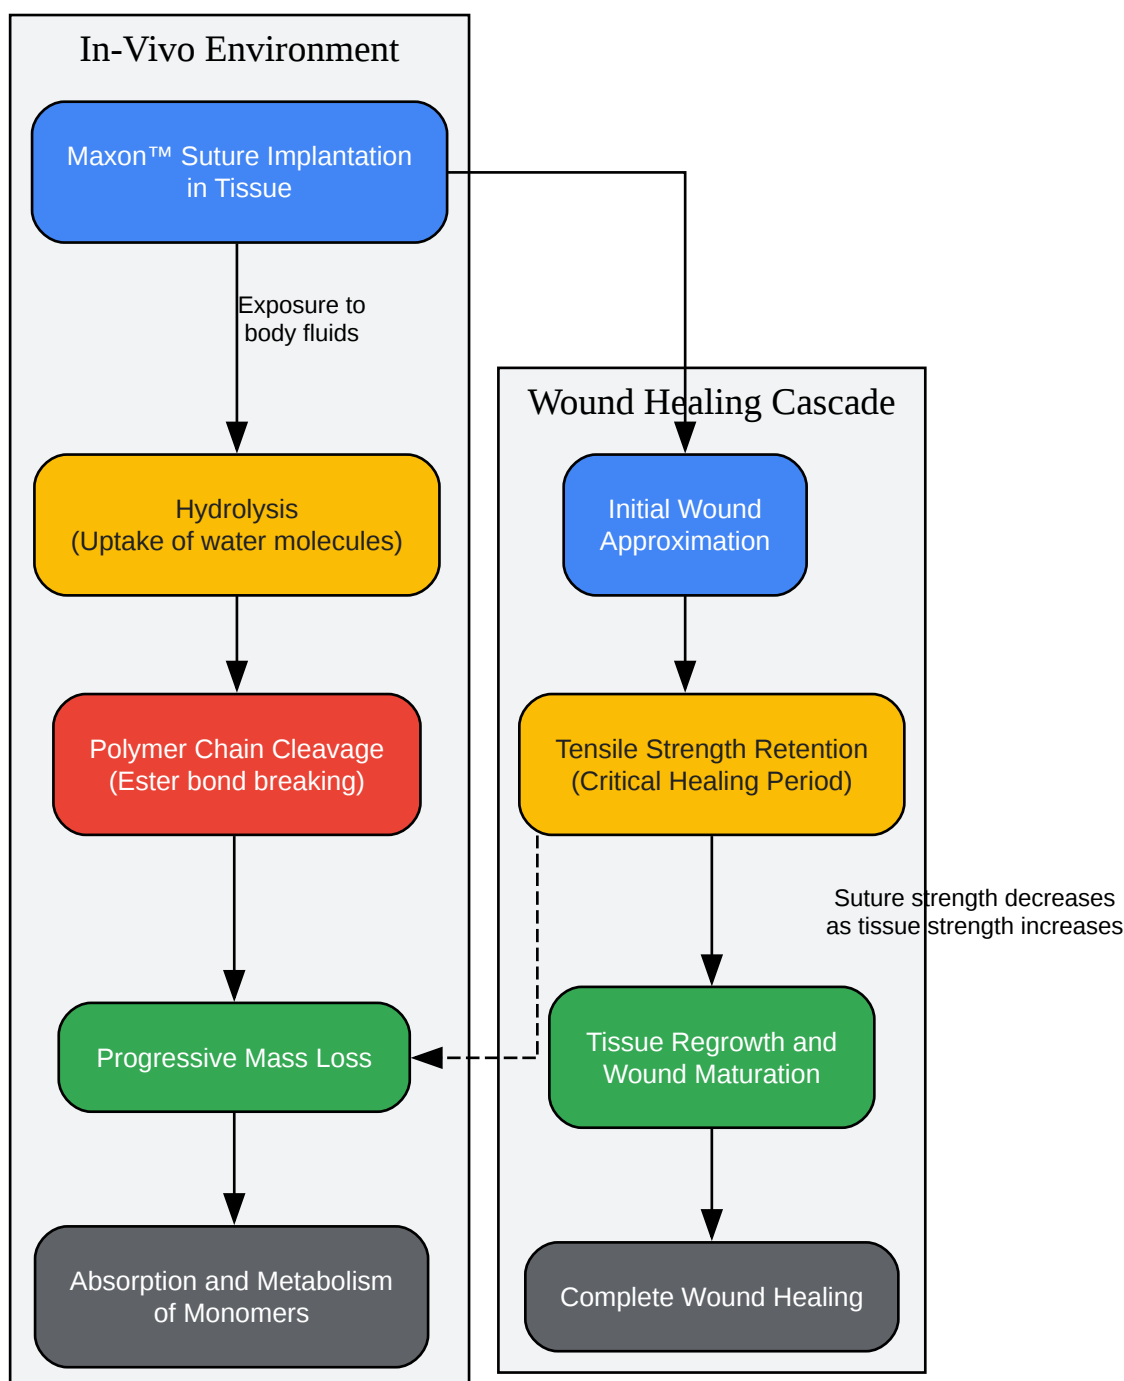 In-Vivo Environment
Maxon™ Suture Implantation
in Tissue
Exposure to
body fluids
Hydrolysis
(Uptake of water molecules)
Polymer Chain Cleavage
(Ester bond breaking)
Progressive Mass Loss
Absorption and Metabolism
of Monomers
Wound Healing Cascade
Initial Wound
Approximation
Tensile Strength Retention
(Critical Healing Period)
Suture strength decreases
as tissue strength increases
Tissue Regrowth and
Wound Maturation
Complete Wound Healing